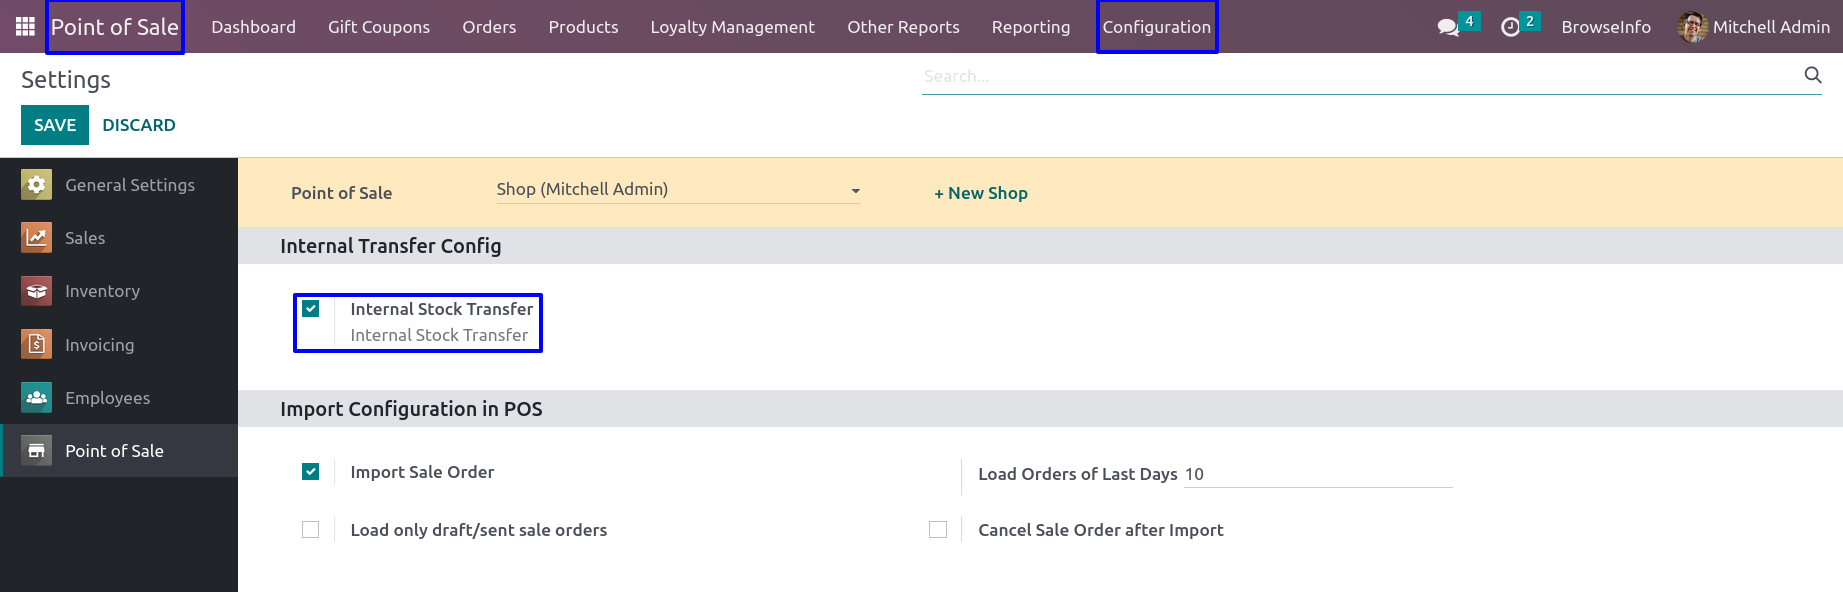 Point of Sale Dashboard Gift Coupons Orders Products Loyalty Management Other Reports Reporting Configuration 4 2 BrowseInfo Mitchell Admin
Settings
Search...
SAVE DISCARD
General Settings
Sales
Inventory
Invoicing
Employees
Point of Sale
Point of Sale Shop (Mitchell Admin) + New Shop
Internal Transfer Config
Internal Stock Transfer
Internal Stock Transfer
Import Configuration in POS
Import Sale Order
Load Orders of Last Days 10
Load only draft/sent sale orders
Cancel Sale Order after Import